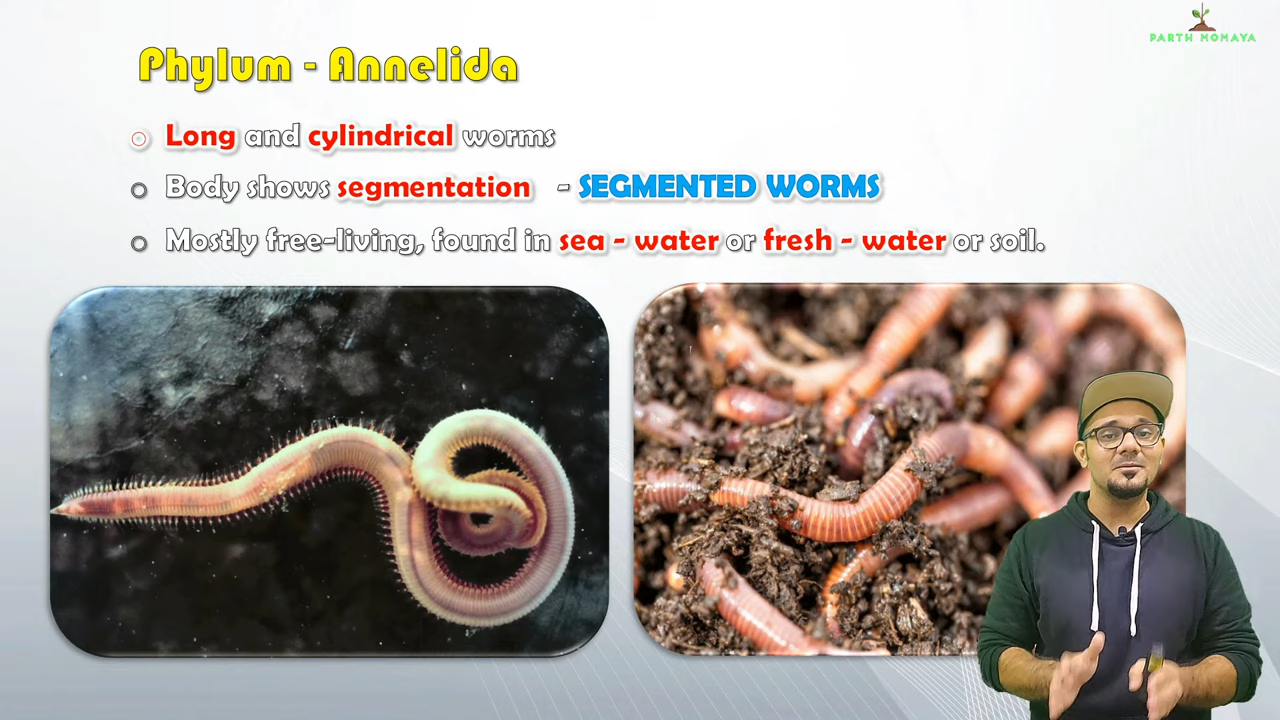 PARTH MOMAYA
Phylum - Annelida
Long and cylindrical worms
Body shows segmentation - SEGMENTED WORMS
Mostly free-living, found in sea - water or fresh - water or soil.